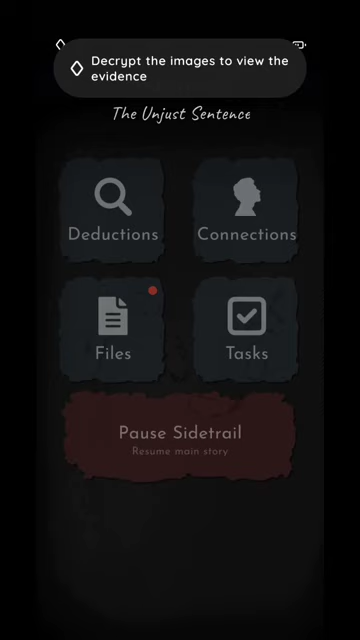 Decrypt the images to view the
evidence
The Unjust Sentence
Deductions
Connections
Files
Tasks
Pause Sidetrail
Resume main story